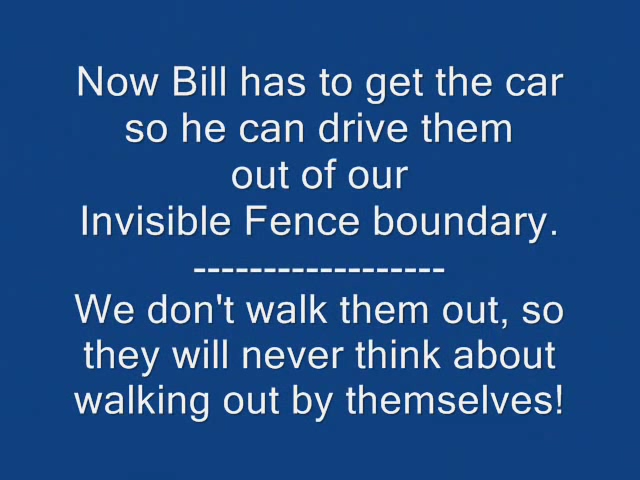 Now Bill has to get the car
so he can drive them
out of our
Invisible Fence boundary.
------------------
We don't walk them out, so
they will never think about
walking out by themselves!